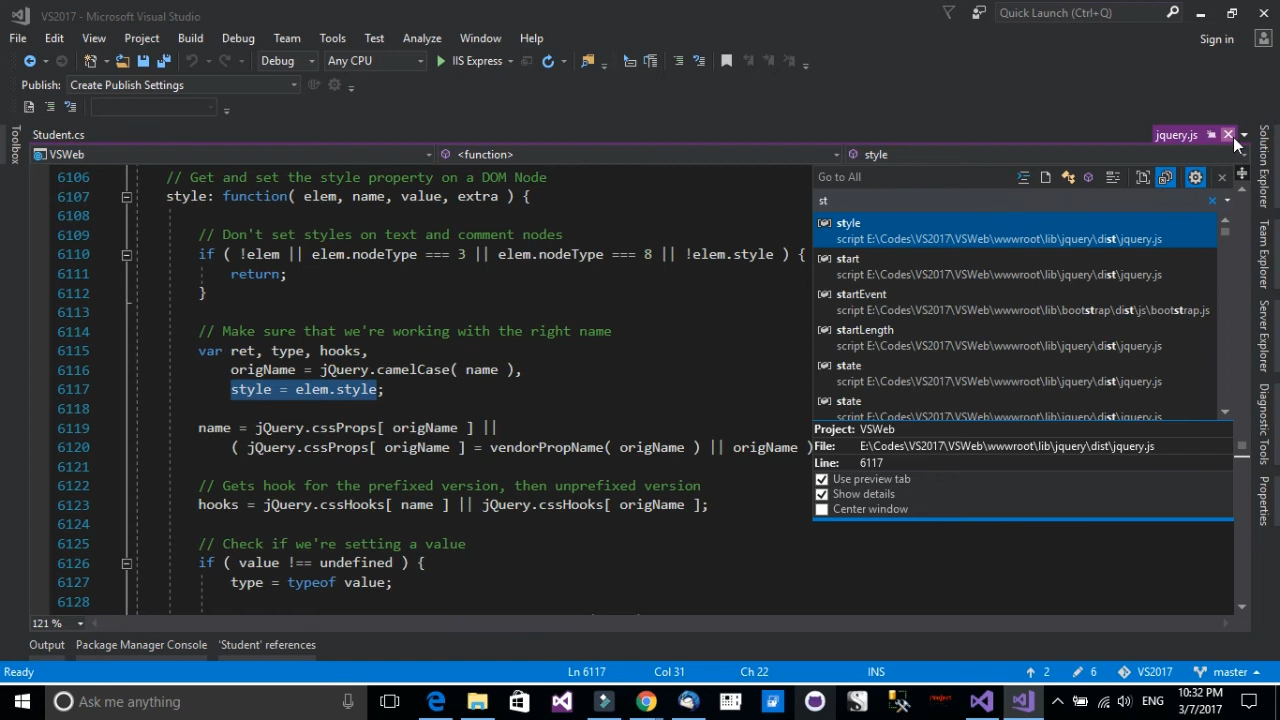 VS2017 - Microsoft Visual Studio
Quick Launch (Ctrl+Q)
File Edit View Project Build Debug Team Tools Test Analyze Window Help
Sign in
Debug Any CPU IIS Express
Publish: Create Publish Settings
Student.cs
jquery.js
VSWeb
<function>
style
Toolbox
6106 // Get and set the style property on a DOM Node
6107 style: function( elem, name, value, extra ) {
6108
6109 // Don't set styles on text and comment nodes
6110 if ( !elem || elem.nodeType === 3 || elem.nodeType === 8 || !elem.style ) {
6111 return;
6112 }
6113
6114 // Make sure that we're working with the right name
6115 var ret, type, hooks,
6116 origName = jQuery.camelCase( name ),
6117 style = elem.style;
6118
6119 name = jQuery.cssProps[ origName ] ||
6120 ( jQuery.cssProps[ origName ] = vendorPropName( origName ) || origName )
6121
6122 // Gets hook for the prefixed version, then unprefixed version
6123 hooks = jQuery.cssHooks[ name ] || jQuery.cssHooks[ origName ];
6124
6125 // Check if we're setting a value
6126 if ( value !== undefined ) {
6127 type = typeof value;
6128
Go to All
st
style
script E:\Codes\VS2017\VSWeb\wwwroot\lib\jquery\dist\jquery.js
start
script E:\Codes\VS2017\VSWeb\wwwroot\lib\jquery\dist\jquery.js
startEvent
script E:\Codes\VS2017\VSWeb\wwwroot\lib\bootstrap\dist\js\bootstrap.js
startLength
script E:\Codes\VS2017\VSWeb\wwwroot\lib\jquery\dist\jquery.js
state
script E:\Codes\VS2017\VSWeb\wwwroot\lib\jquery\dist\jquery.js
state
script E:\Codes\VS2017\VSWeb\wwwroot\lib\jquery\dist\jquery.js
Project: VSWeb
File: E:\Codes\VS2017\VSWeb\wwwroot\lib\jquery\dist\jquery.js
Line: 6117
Use preview tab
Show details
Center window
Solution Explorer
Team Explorer
Server Explorer
Diagnostic Tools
Properties
121 %
Output Package Manager Console 'Student' references
Ready Ln 6117 Col 31 Ch 22 INS 2 6 VS2017 master
Ask me anything
ENG
10:32 PM
3/7/2017